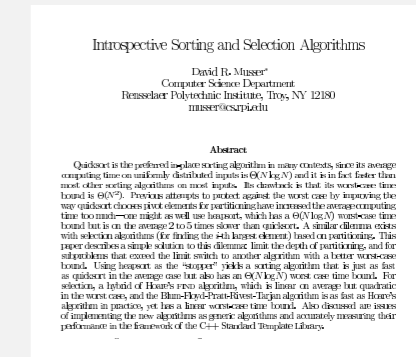 Introspective Sorting and Selection Algorithms
David R. Musser*
Computer Science Department
Rensselaer Polytechnic Institute, Troy, NY 12180
musser@cs.rpi.edu
Abstract
Quicksort is the preferred in-place sorting algorithm in many contexts, since its average
computing time on uniformly distributed inputs is Θ(N log N) and it is in fact faster than
most other sorting algorithms on most inputs. Its drawback is that its worst-case time
bound is Θ(N²). Previous attempts to protect against the worst case by improving the
way quicksort chooses pivot elements for partitioning have increased the average computing
time too much—one might as well use heapsort, which has a Θ(N log N) worst-case time
bound but is on the average 2 to 5 times slower than quicksort. A similar dilemma exists
with selection algorithms (for finding the i-th largest element) based on partitioning. This
paper describes a simple solution to this dilemma: limit the depth of partitioning, and for
subproblems that exceed the limit switch to another algorithm with a better worst-case
bound. Using heapsort as the “stopper” yields a sorting algorithm that is just as fast
as quicksort in the average case but also has an Θ(N log N) worst case time bound. For
selection, a hybrid of Hoare's FIND algorithm, which is linear on average but quadratic
in the worst case, and the Blum-Floyd-Pratt-Rivest-Tarjan algorithm is as fast as Hoare's
algorithm in practice, yet has a linear worst-case time bound. Also discussed are issues
of implementing the new algorithms as generic algorithms and accurately measuring their
performance in the framework of the C++ Standard Template Library.